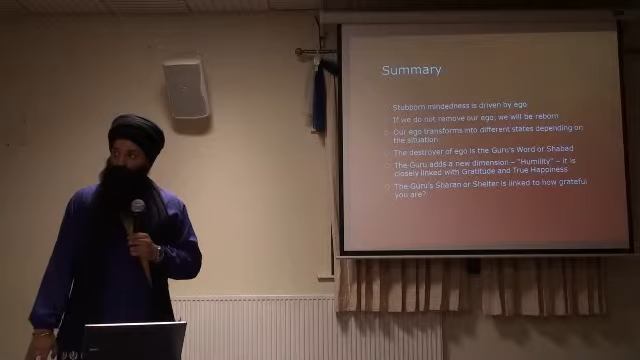 Summary
Stubborn mindedness is driven by ego
If we do not remove our ego, we will be reborn
Our ego transforms into different states depending on
the situation
The destroyer of ego is the Guru's Word or Shabad
The Guru adds a new dimension – "Humility" – it is
closely linked with Gratitude and True Happiness
The Guru's Sharan or Shelter is linked to how grateful
you are?